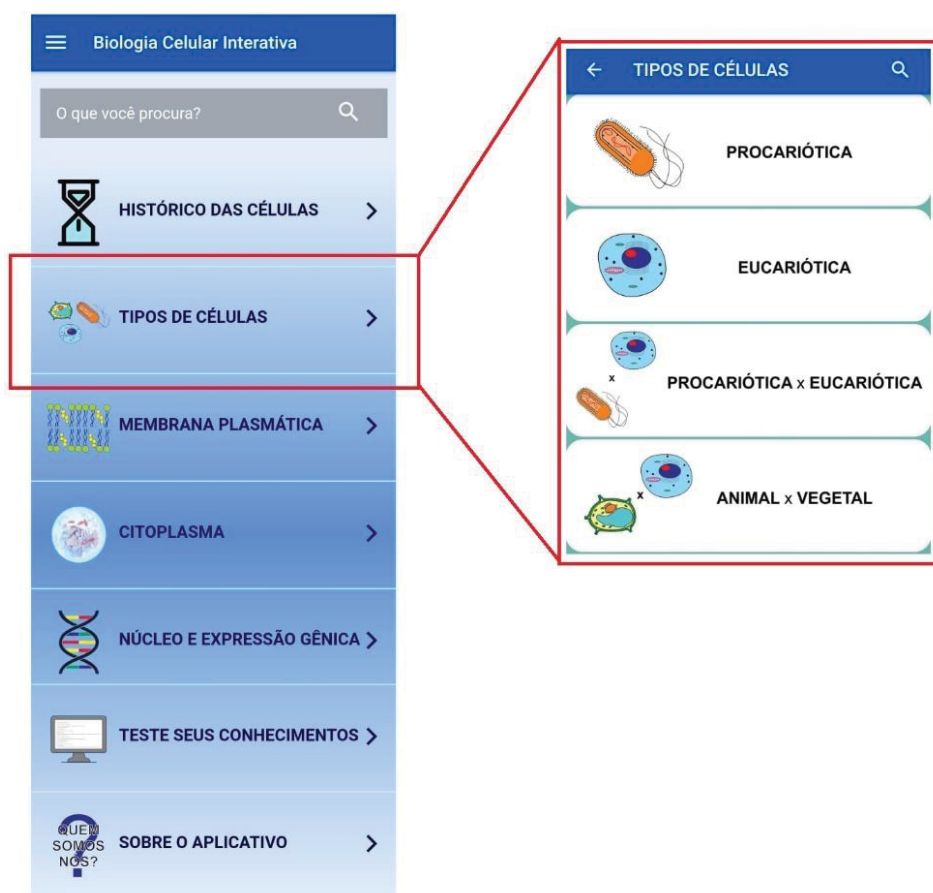 Biologia Celular Interativa
O que você procura?
HISTÓRICO DAS CÉLULAS
TIPOS DE CÉLULAS
MEMBRANA PLASMÁTICA
CITOPLASMA
NÚCLEO E EXPRESSÃO GÊNICA
TESTE SEUS CONHECIMENTOS
QUEM
SOMOS
NÓS?
SOBRE O APLICATIVO
TIPOS DE CÉLULAS
PROCARIÓTICA
EUCARIÓTICA
x
PROCARIÓTICA x EUCARIÓTICA
x
ANIMAL x VEGETAL